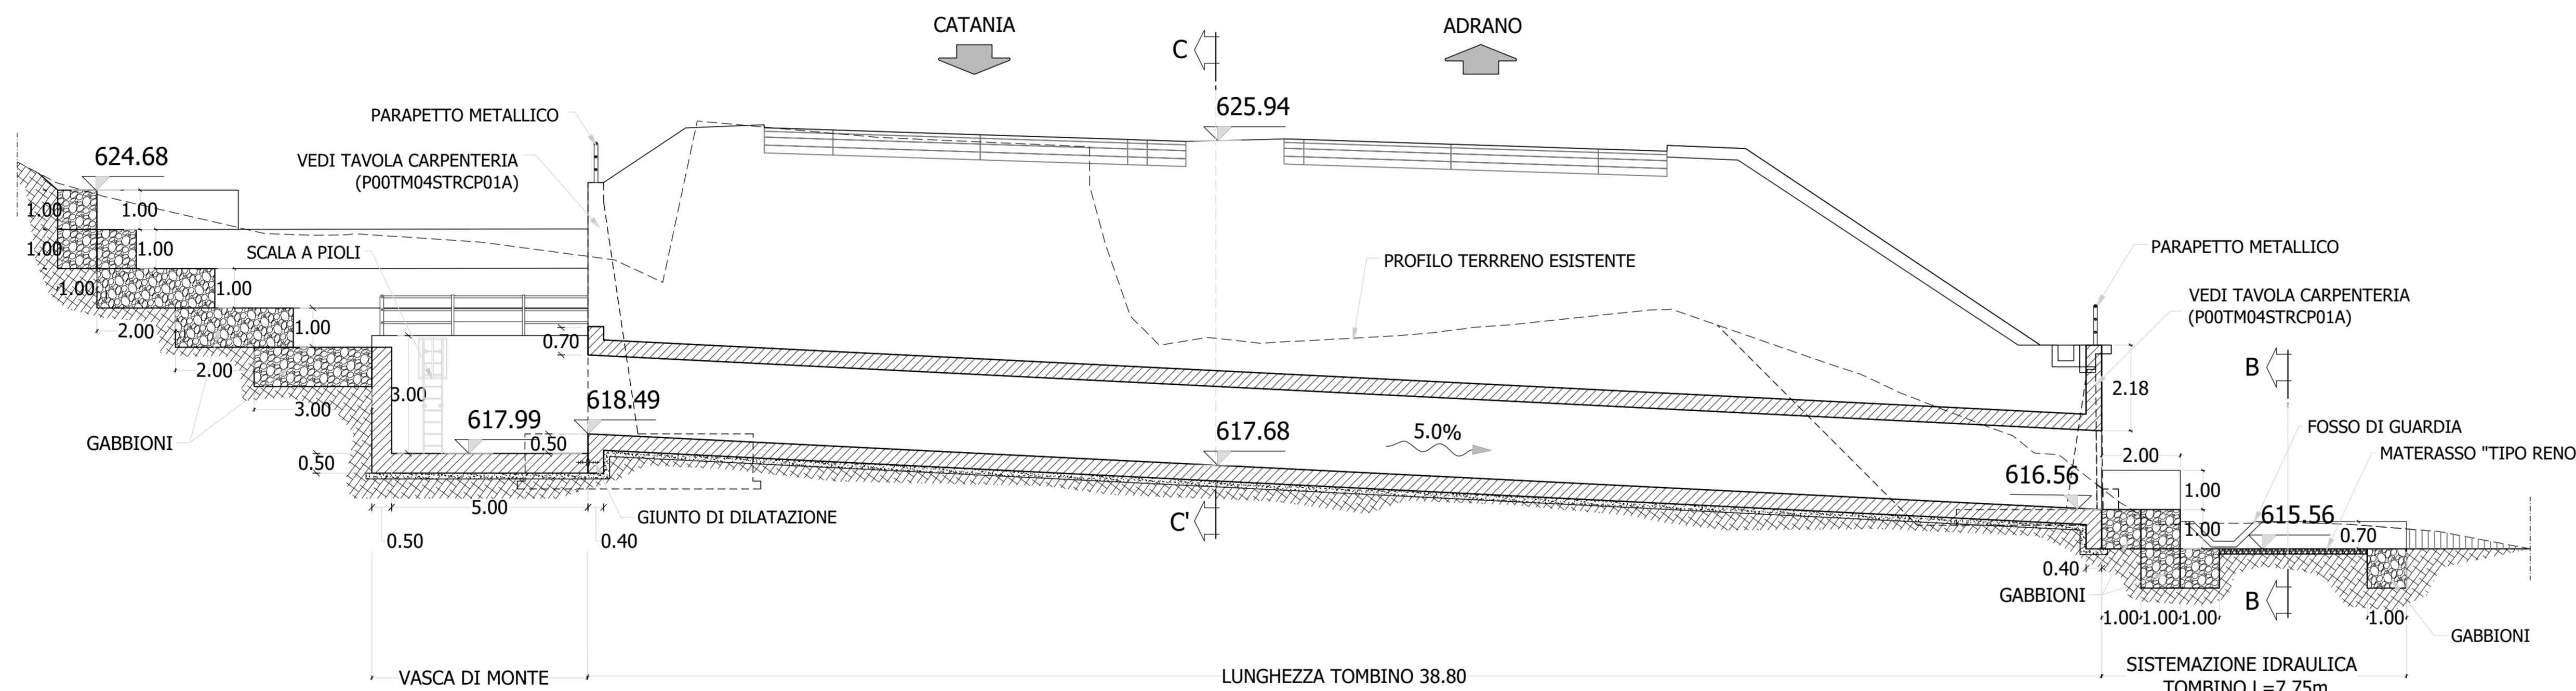 CATANIA
ADRANO
C
625.94
PARAPETTO METALLICO
VEDI TAVOLA CARPENTERIA
(P00TM04STRCP01A)
624.68
1.00
1.00
1.00
1.00
SCALA A PIOLI
PROFILO TERRRENO ESISTENTE
PARAPETTO METALLICO
1.00
1.00
VEDI TAVOLA CARPENTERIA
(P00TM04STRCP01A)
2.00
1.00
0.70
2.00
3.00
3.00
2.18
B
GABBIONI
617.99
618.49
0.50
0.50
617.68
5.0%
FOSSO DI GUARDIA
MATERASSO "TIPO RENO
2.00
616.56
1.00
1.00
615.56
0.70
5.00
GIUNTO DI DILATAZIONE
C'
0.50
0.40
0.40
GABBIONI
B
1.00
1.00
1.00
1.00
GABBIONI
VASCA DI MONTE
LUNGHEZZA TOMBINO 38.80
SISTEMAZIONE IDRAULICA
TOMBINO L=7.75m